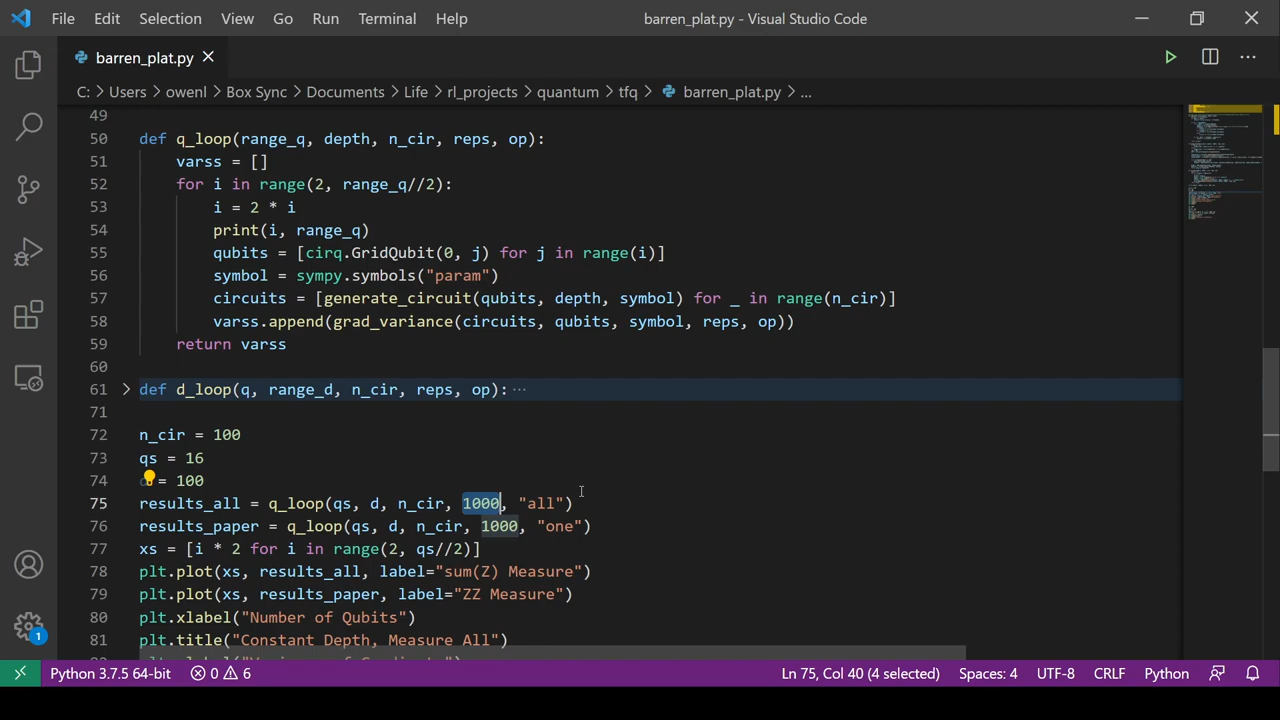 File Edit Selection View Go Run Terminal Help barren_plat.py - Visual Studio Code
barren_plat.py
C: > Users > owenl > Box Sync > Documents > Life > rl_projects > quantum > tfq > barren_plat.py > ...
49
50 def q_loop(range_q, depth, n_cir, reps, op):
51 varss = []
52 for i in range(2, range_q//2):
53 i = 2 * i
54 print(i, range_q)
55 qubits = [cirq.GridQubit(0, j) for j in range(i)]
56 symbol = sympy.symbols("param")
57 circuits = [generate_circuit(qubits, depth, symbol) for _ in range(n_cir)]
58 varss.append(grad_variance(circuits, qubits, symbol, reps, op))
59 return varss
60
61 def d_loop(q, range_d, n_cir, reps, op): ...
71
72 n_cir = 100
73 qs = 16
74 = 100
75 results_all = q_loop(qs, d, n_cir, 1000, "all")
76 results_paper = q_loop(qs, d, n_cir, 1000, "one")
77 xs = [i * 2 for i in range(2, qs//2)]
78 plt.plot(xs, results_all, label="sum(Z) Measure")
79 plt.plot(xs, results_paper, label="ZZ Measure")
80 plt.xlabel("Number of Qubits")
81 plt.title("Constant Depth, Measure All")
1
Python 3.7.5 64-bit 0 6 Ln 75, Col 40 (4 selected) Spaces: 4 UTF-8 CRLF Python